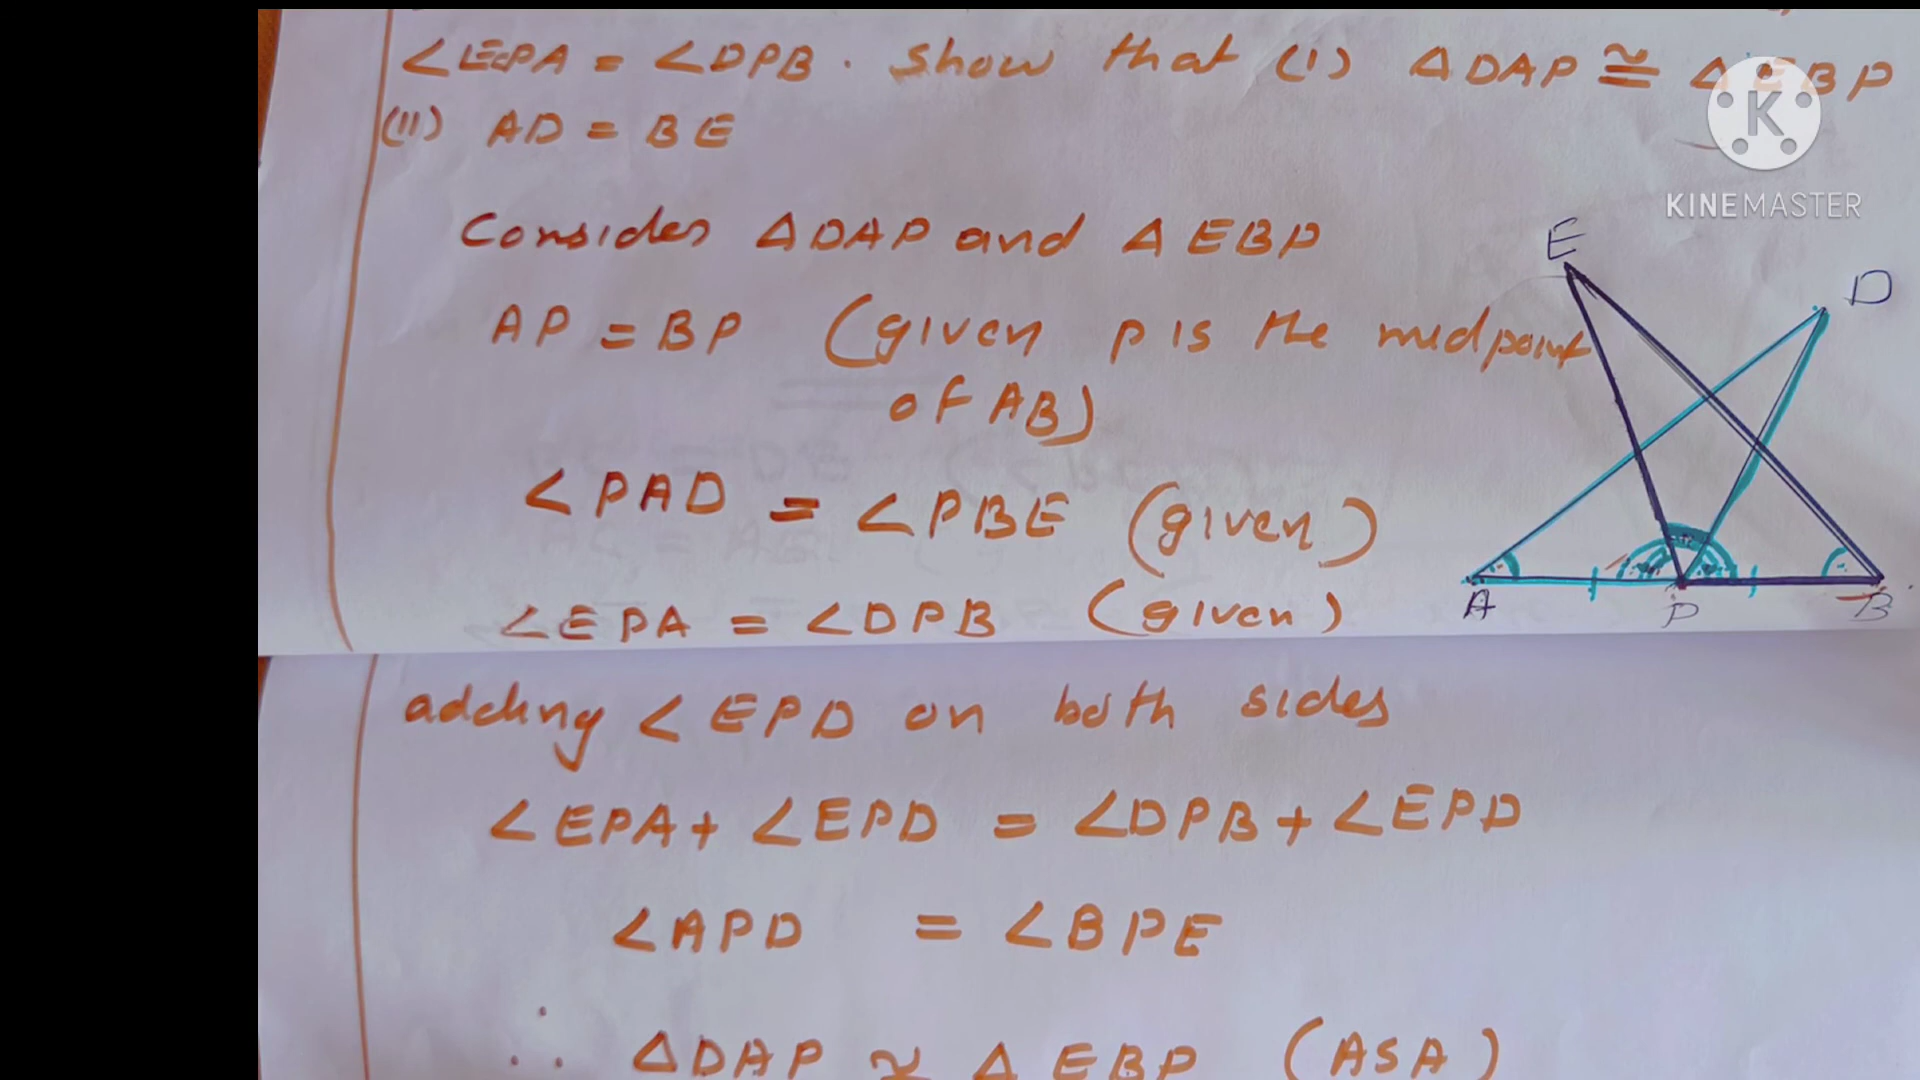 ∠EPA = ∠DPB. Show that (i) ΔDAP ≅ Δ EBP
(II) AD = BE
K
KINEMASTER
Consider ΔDAP and ΔEBP
AP = BP (given P is the midpoint
of AB)
∠PAD = ∠PBE (given)
∠EPA = ∠DPB (given)
E
D
A
P
B
adding ∠EPD on both sides
∠EPA + ∠EPD = ∠DPB + ∠EPD
∠APD = ∠BPE
∴ ΔDAP ≅ Δ EBP (ASA)